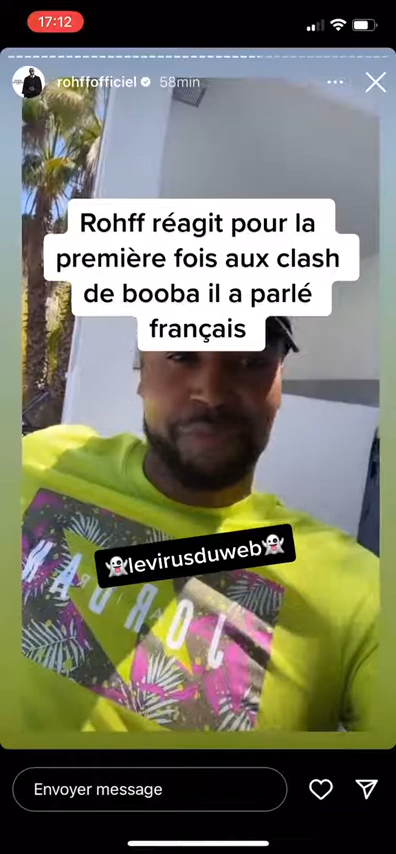 17:12
rohffofficiel 58min
Rohff réagit pour la
première fois aux clash
de booba il a parlé
français
👻levirusduweb👻
JORDAN
Envoyer message